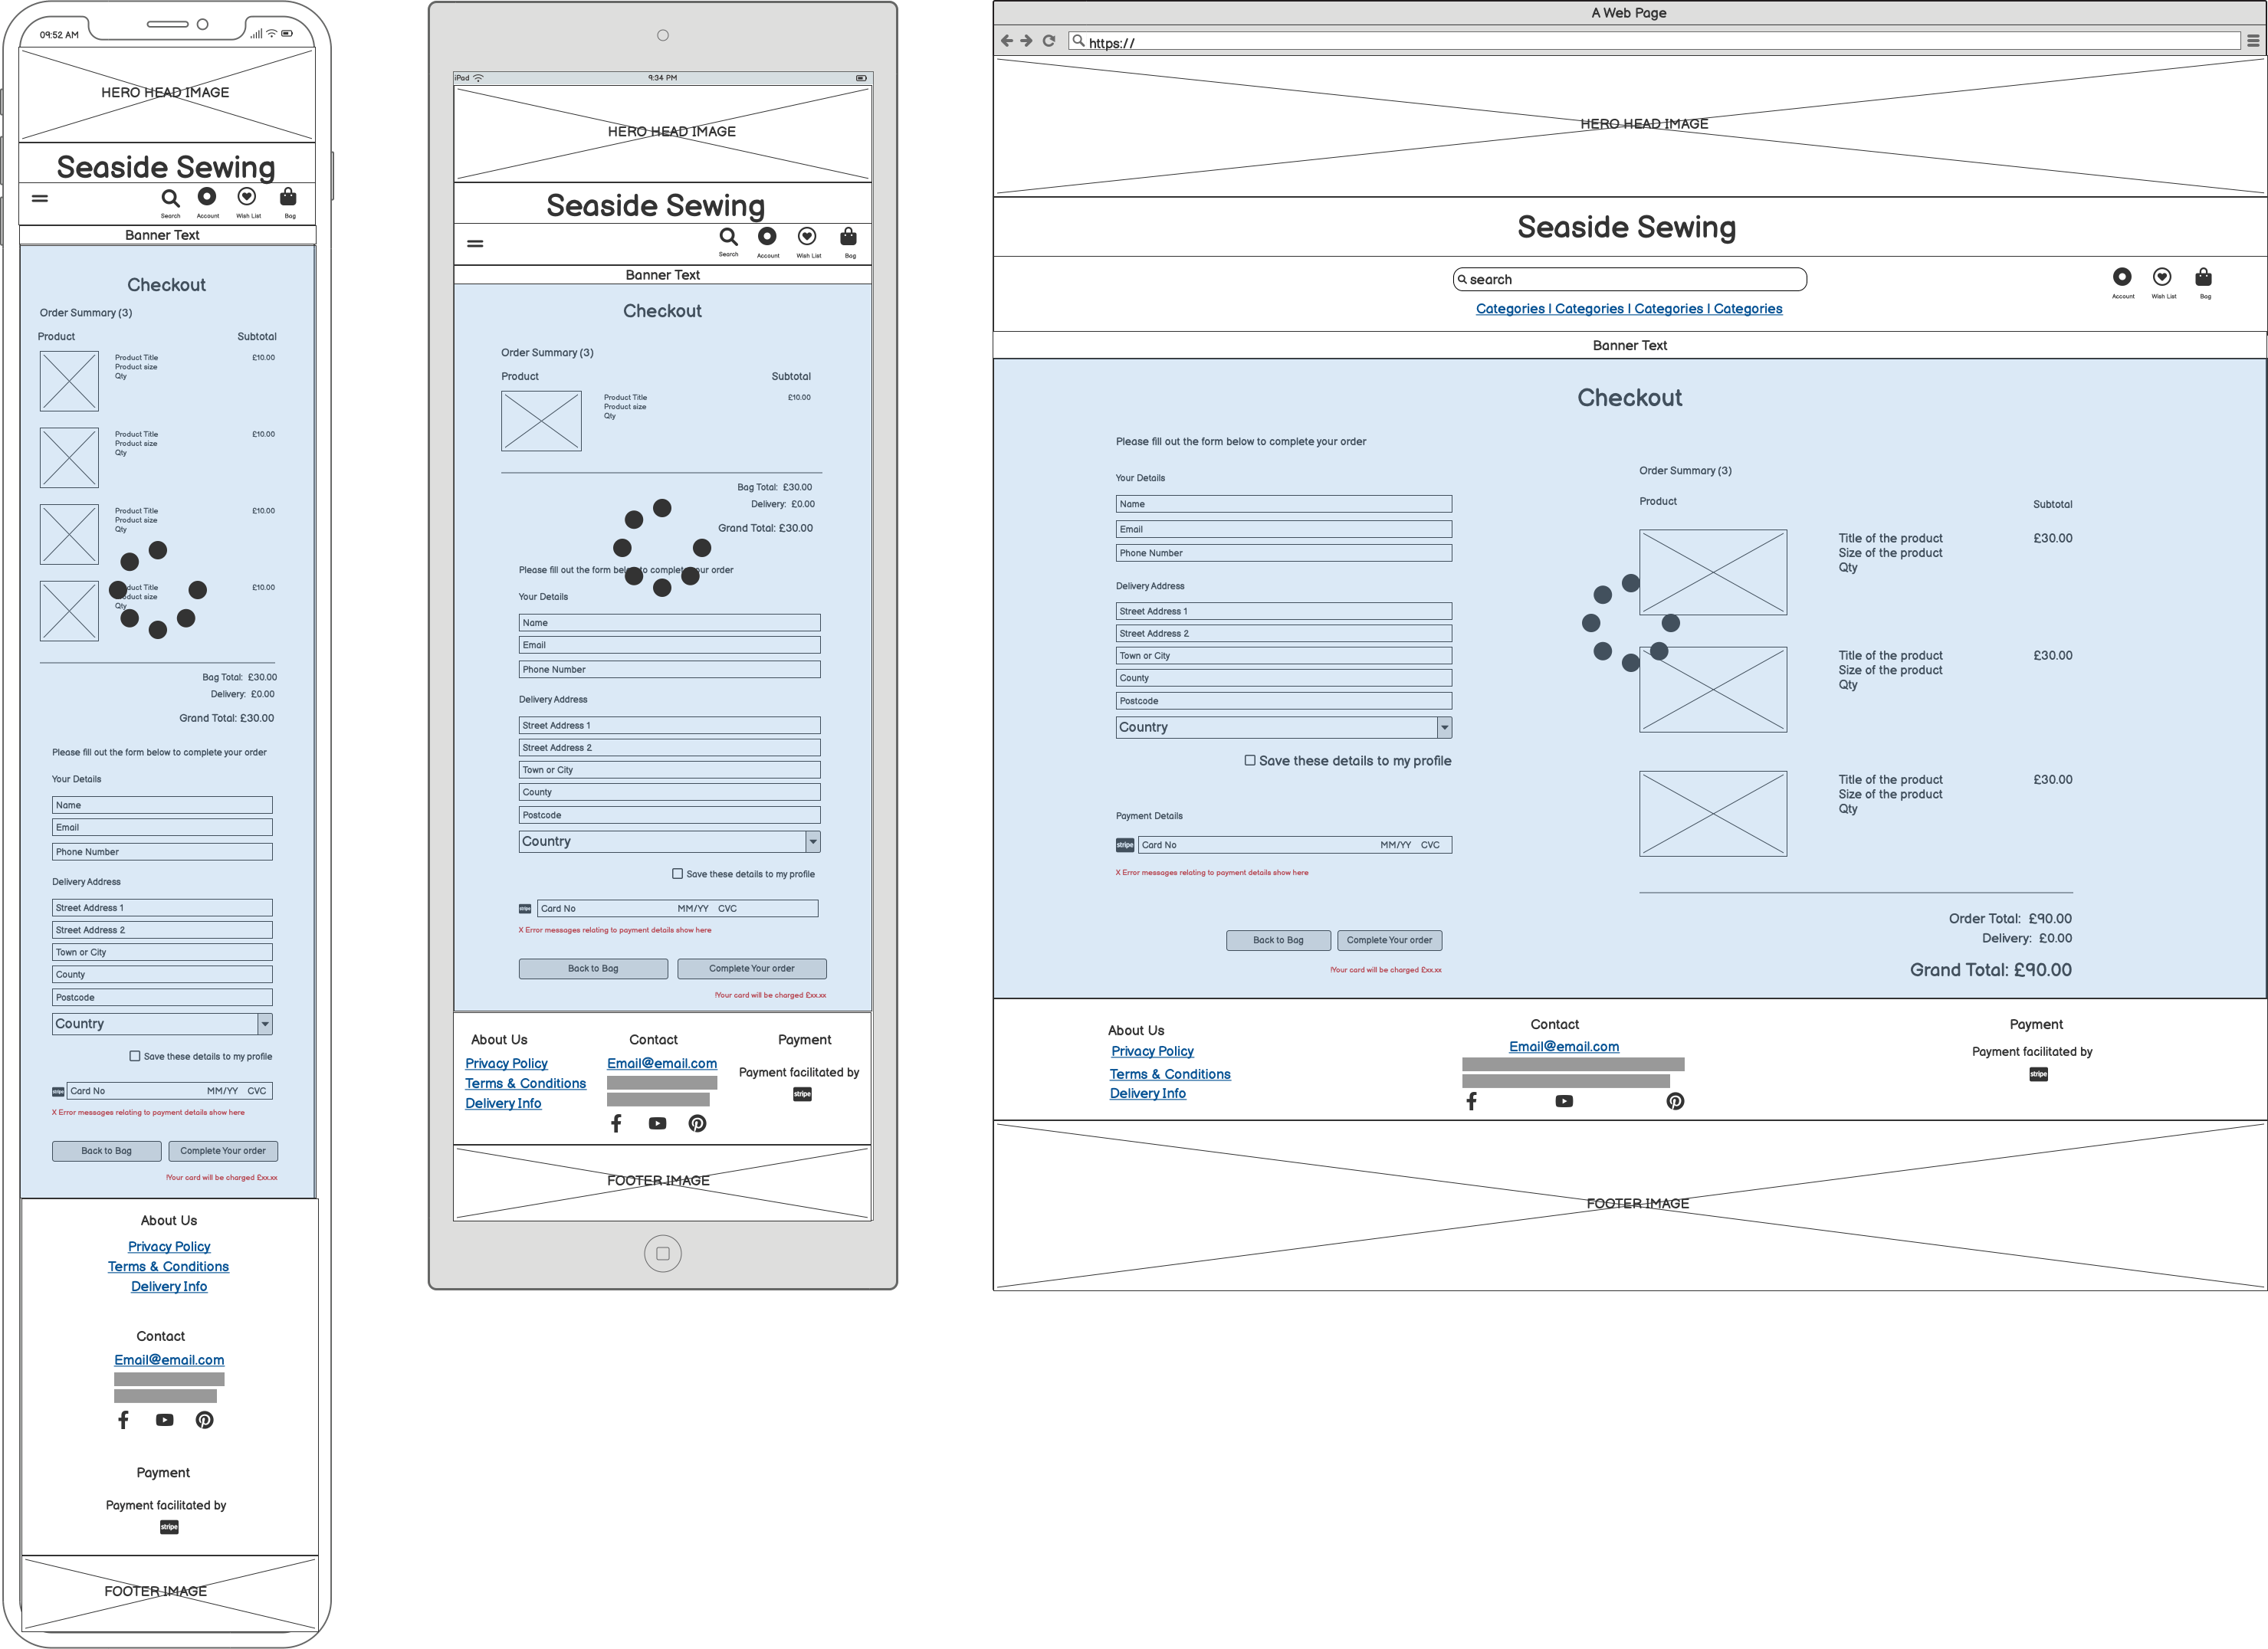 09:52 AM
HERO HEAD IMAGE
Seaside Sewing
Search Account Wish List Bag
Banner Text
Checkout
Order Summary (3)
Product Subtotal
Product Title £10.00
Product size
Qty
Product Title £10.00
Product size
Qty
Product Title £10.00
Product size
Qty
duct Title £10.00
oduct size
Qty
Bag Total: £30.00
Delivery: £0.00
Grand Total: £30.00
Please fill out the form below to complete your order
Your Details
Name
Email
Phone Number
Delivery Address
Street Address 1
Street Address 2
Town or City
County
Postcode
Country
Save these details to my profile
stripe Card No MM/YY CVC
X Error messages relating to payment details show here
Back to Bag Complete Your order
!Your card will be charged £xx.xx
About Us
Privacy Policy
Terms & Conditions
Delivery Info
Contact
Email@email.com
Payment
Payment facilitated by
stripe
FOOTER IMAGE
iPad 9:34 PM
HERO HEAD IMAGE
Seaside Sewing
Search Account Wish List Bag
Banner Text
Checkout
Order Summary (3)
Product Subtotal
Product Title £10.00
Product size
Qty
Bag Total: £30.00
Delivery: £0.00
Grand Total: £30.00
Please fill out the form below to complete your order
Your Details
Name
Email
Phone Number
Delivery Address
Street Address 1
Street Address 2
Town or City
County
Postcode
Country
Save these details to my profile
stripe Card No MM/YY CVC
X Error messages relating to payment details show here
Back to Bag Complete Your order
!Your card will be charged £xx.xx
About Us Contact Payment
Privacy Policy Email@email.com Payment facilitated by
Terms & Conditions stripe
Delivery Info
FOOTER IMAGE
A Web Page
https://
HERO HEAD IMAGE
Seaside Sewing
search
Account Wish List Bag
Categories | Categories | Categories | Categories
Banner Text
Checkout
Please fill out the form below to complete your order
Your Details
Name
Email
Phone Number
Delivery Address
Street Address 1
Street Address 2
Town or City
County
Postcode
Country
Save these details to my profile
Payment Details
stripe Card No MM/YY CVC
X Error messages relating to payment details show here
Back to Bag Complete Your order
!Your card will be charged £xx.xx
Order Summary (3)
Product Subtotal
Title of the product £30.00
Size of the product
Qty
Title of the product £30.00
Size of the product
Qty
Title of the product £30.00
Size of the product
Qty
Order Total: £90.00
Delivery: £0.00
Grand Total: £90.00
About Us Contact Payment
Privacy Policy Email@email.com Payment facilitated by
Terms & Conditions stripe
Delivery Info
FOOTER IMAGE